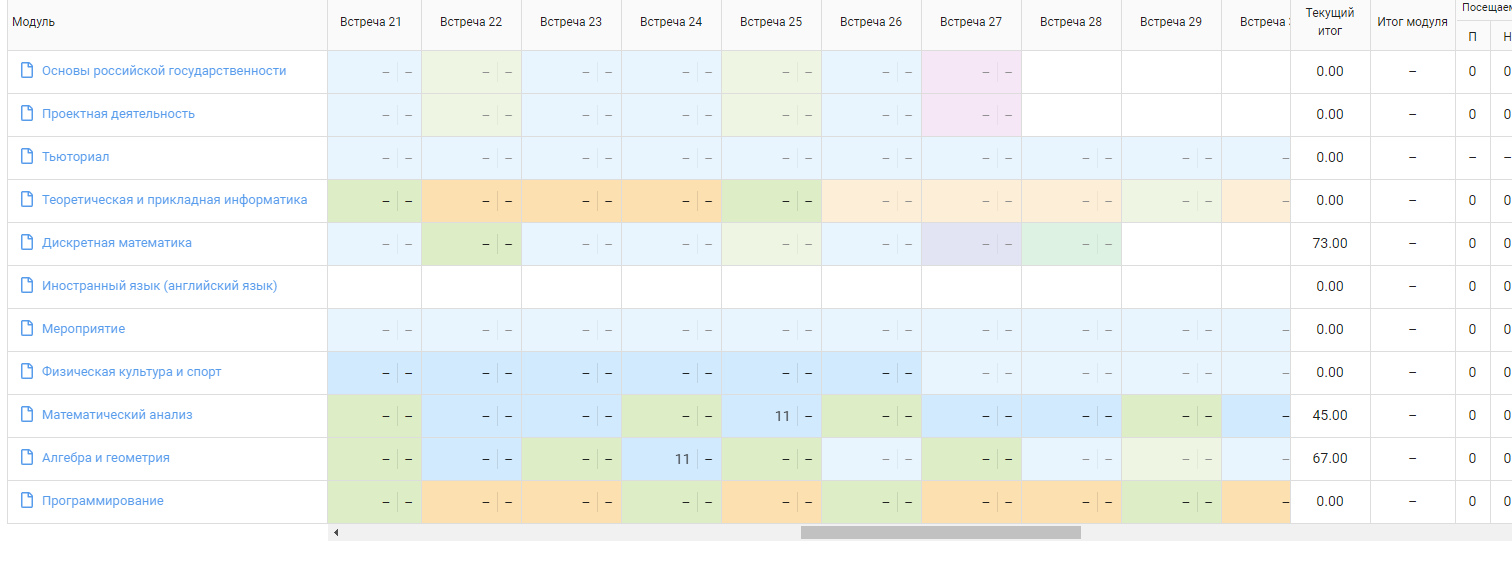 Модуль Встреча 21 Встреча 22 Встреча 23 Встреча 24 Встреча 25 Встреча 26 Встреча 27 Встреча 28 Встреча 29 Встреча Текущий итог Итог модуля Посещаем
П Н
Основы российской государственности – – – – – – – – – – – – – – 0.00 – 0 0
Проектная деятельность – – – – – – – – – – – – – – 0.00 – 0 0
Тьюториал – – – – – – – – – – – – – – – – – – – 0.00 – – –
Теоретическая и прикладная информатика – – – – – – – – – – – – – – – – – – – 0.00 – 0 0
Дискретная математика – – – – – – – – – – – – – – – – 73.00 – 0 0
Иностранный язык (английский язык) 0.00 – 0 0
Мероприятие – – – – – – – – – – – – – – – – – – – 0.00 – 0 0
Физическая культура и спорт – – – – – – – – – – – – – – – – – – – 0.00 – 0 0
Математический анализ – – – – – – – – 11 – – – – – – – – – – 45.00 – 0 0
Алгебра и геометрия – – – – – – 11 – – – – – – – – – – – – 67.00 – 0 0
Программирование – – – – – – – – – – – – – – – – – – – 0.00 – 0 0